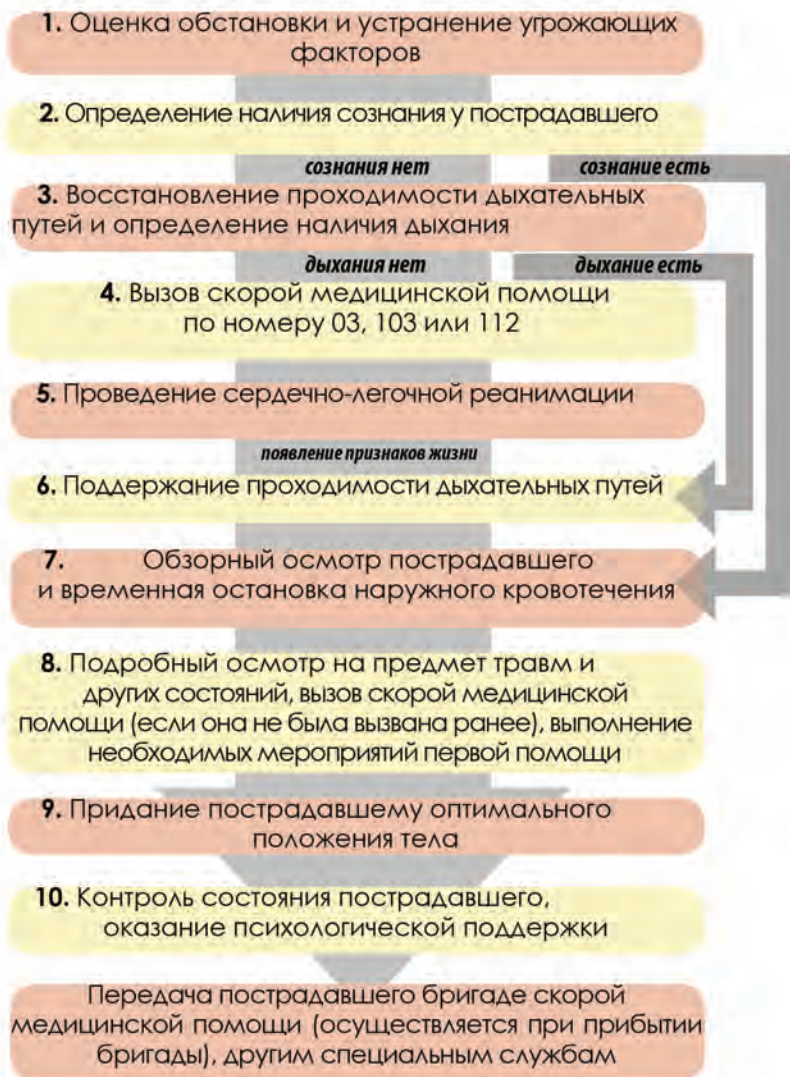 1. Оценка обстановки и устранение угрожающих
факторов
2. Определение наличия сознания у пострадавшего
сознания нет
сознание есть
3. Восстановление проходимости дыхательных
путей и определение наличия дыхания
дыхания нет
дыхание есть
4. Вызов скорой медицинской помощи
по номеру 03, 103 или 112
5. Проведение сердечно-легочной реанимации
появление признаков жизни
6. Поддержание проходимости дыхательных путей
7. Обзорный осмотр пострадавшего
и временная остановка наружного кровотечения
8. Подробный осмотр на предмет травм и
других состояний, вызов скорой медицинской
помощи (если она не была вызвана ранее), выполнение
необходимых мероприятий первой помощи
9. Придание пострадавшему оптимального
положения тела
10. Контроль состояния пострадавшего,
оказание психологической поддержки
Передача пострадавшего бригаде скорой
медицинской помощи (осуществляется при прибытии
бригады), другим специальным службам